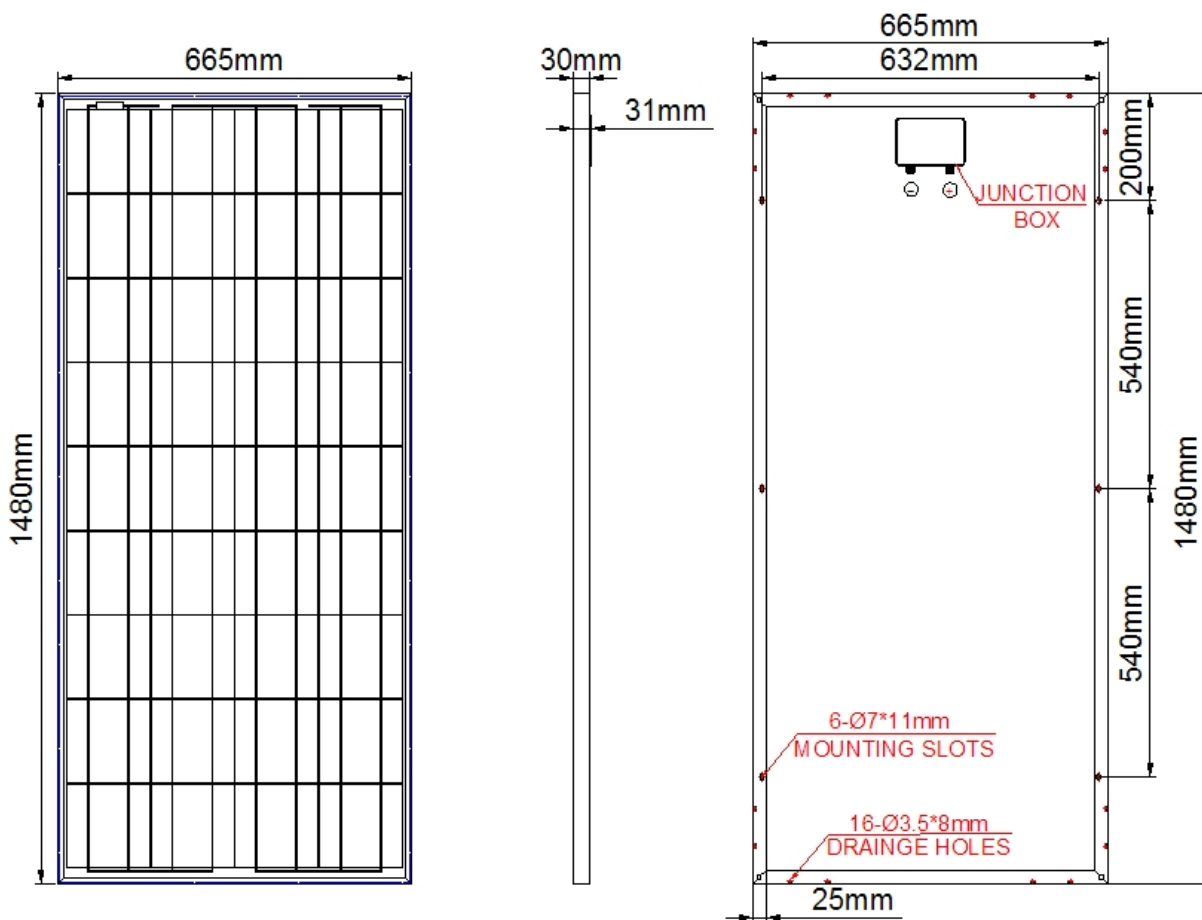 665mm
1480mm
30mm
31mm
665mm
632mm
200mm
540mm
540mm
1480mm
JUNCTION
BOX
−
+
6-Ø7*11mm
MOUNTING SLOTS
16-Ø3.5*8mm
DRAINGE HOLES
25mm